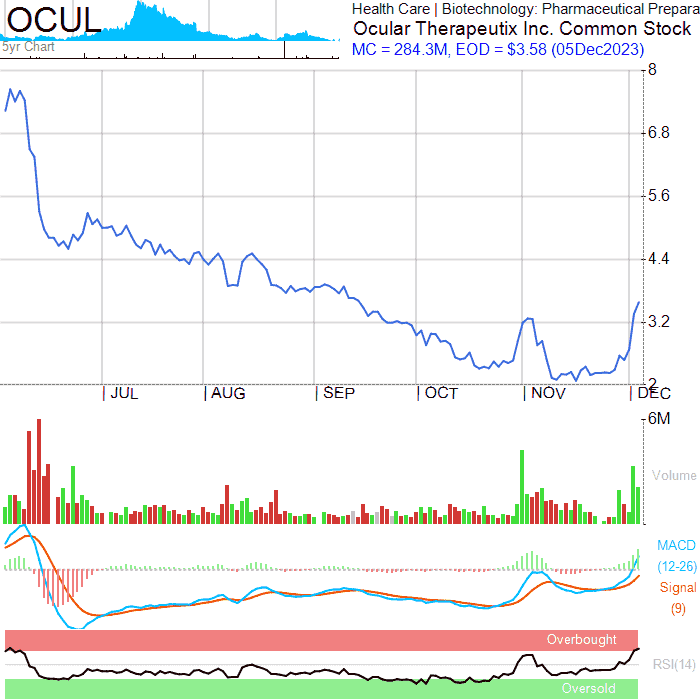 OCUL
5yr Chart
Health Care | Biotechnology: Pharmaceutical Prepara
Ocular Therapeutix Inc. Common Stock
MC = 284.3M, EOD = $3.58 (05Dec2023)
8
6.8
5.6
4.4
3.2
2
JUL AUG SEP OCT NOV DEC
6M
Volume
MACD
(12-26)
Signal
(9)
Overbought
RSI(14)
Oversold